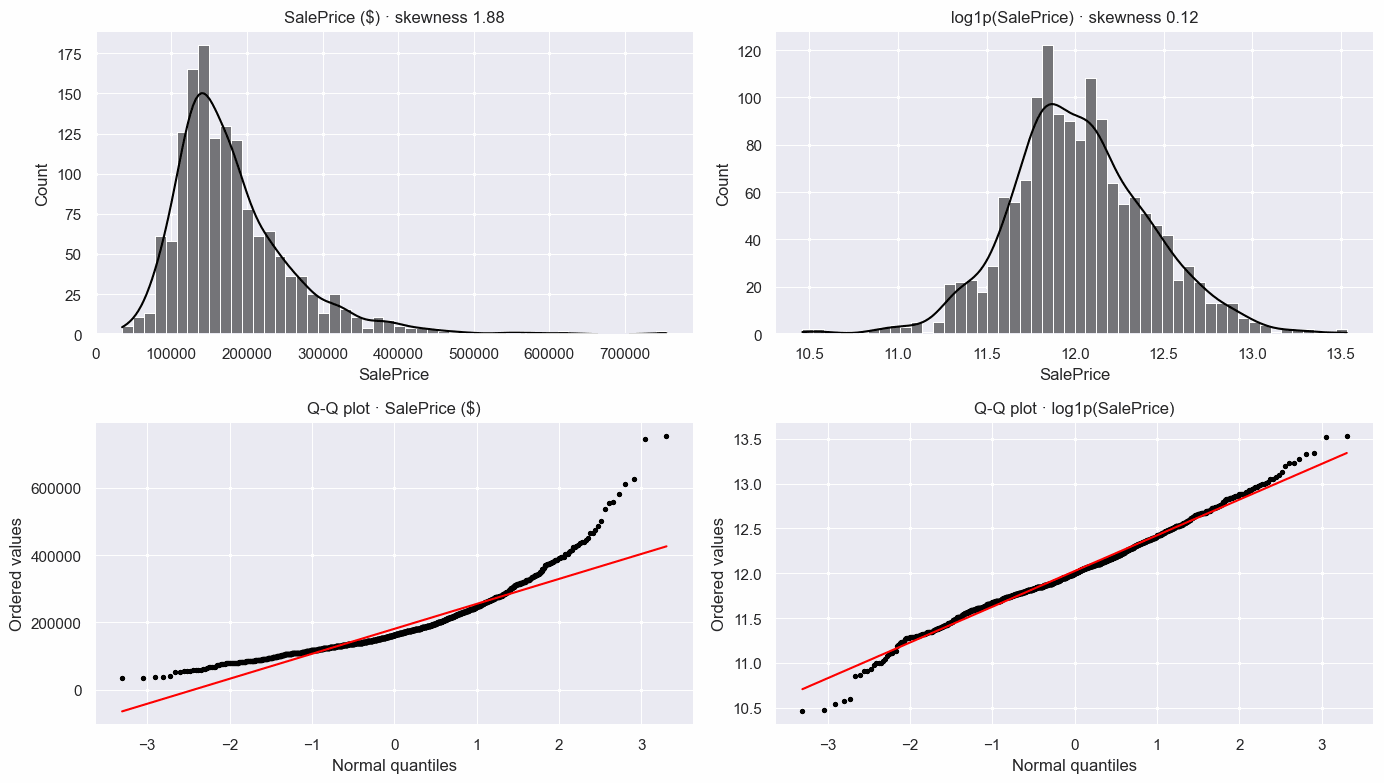 SalePrice ($) · skewness 1.88
175
150
125
100
75
50
25
0
Count
0 100000 200000 300000 400000 500000 600000 700000
SalePrice
log1p(SalePrice) · skewness 0.12
120
100
80
60
40
20
0
Count
10.5 11.0 11.5 12.0 12.5 13.0 13.5
SalePrice
Q-Q plot · SalePrice ($)
600000
400000
200000
0
Ordered values
−3 −2 −1 0 1 2 3
Normal quantiles
Q-Q plot · log1p(SalePrice)
13.5
13.0
12.5
12.0
11.5
11.0
10.5
Ordered values
−3 −2 −1 0 1 2 3
Normal quantiles